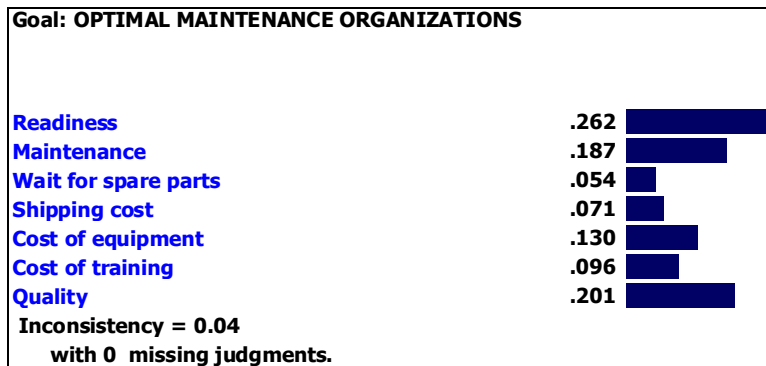 Goal: OPTIMAL MAINTENANCE ORGANIZATIONS
Readiness .262
Maintenance .187
Wait for spare parts .054
Shipping cost .071
Cost of equipment .130
Cost of training .096
Quality .201
Inconsistency = 0.04
with 0 missing judgments.